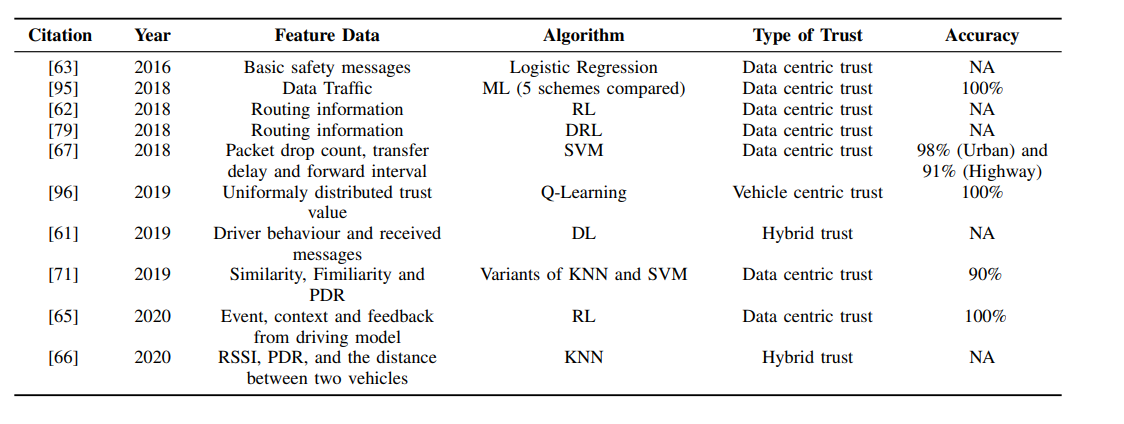 Citation Year Feature Data Algorithm Type of Trust Accuracy
[63] 2016 Basic safety messages Logistic Regression Data centric trust NA
[95] 2018 Data Traffic ML (5 schemes compared) Data centric trust 100%
[62] 2018 Routing information RL Data centric trust NA
[79] 2018 Routing information DRL Data centric trust NA
[67] 2018 Packet drop count, transfer SVM Data centric trust 98% (Urban) and
delay and forward interval 91% (Highway)
[96] 2019 Uniformaly distributed trust Q-Learning Vehicle centric trust 100%
value
[61] 2019 Driver behaviour and received DL Hybrid trust NA
messages
[71] 2019 Similarity, Fimiliarity and Variants of KNN and SVM Data centric trust 90%
PDR
[65] 2020 Event, context and feedback RL Data centric trust 100%
from driving model
[66] 2020 RSSI, PDR, and the distance KNN Hybrid trust NA
between two vehicles